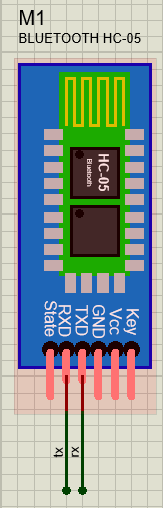 M1
BLUETOOTH HC-05
HC-05
Bluetooth
State
RXD
TXD
GND
Vcc
Key
tx
rx